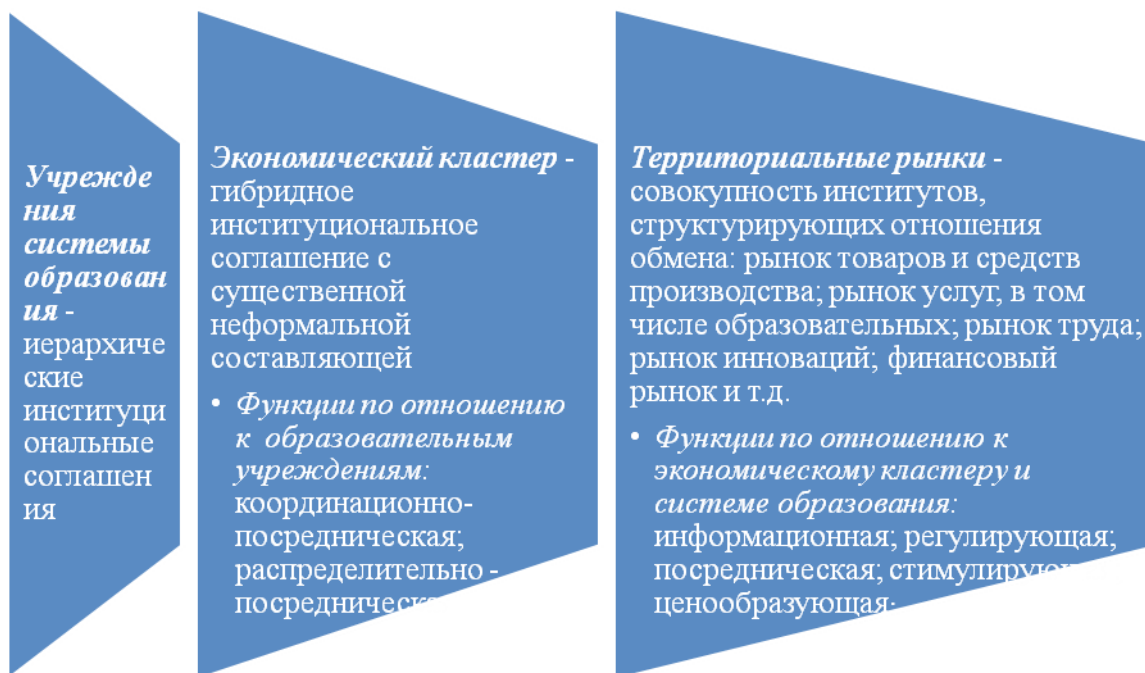 Учрежде
ния
системы
образован
ия -
иерархиче
ские
институци
ональные
соглашен
ия
Экономический кластер -
гибридное
институциональное
соглашение с
существенной
неформальной
составляющей
• Функции по отношению
к образовательным
учреждениям:
координационно-
посредническая;
распределительно -
посредническа
Территориальные рынки -
совокупность институтов,
структурирующих отношения
обмена: рынок товаров и средств
производства; рынок услуг, в том
числе образовательных; рынок труда;
рынок инноваций; финансовый
рынок и т.д.
• Функции по отношению к
экономическому кластеру и
системе образования:
информационная; регулирующая;
посредническая; стимулирующ
ценообразующая;